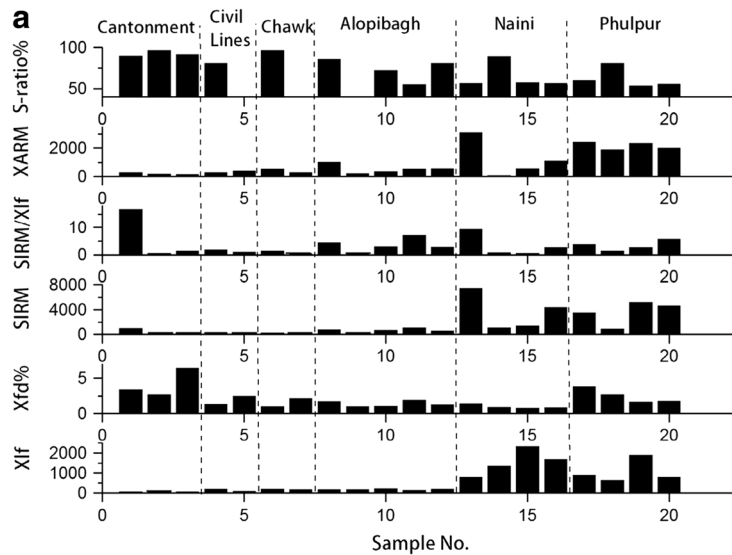 a
Cantonment Civil Lines Chawk Alopibagh Naini Phulpur
S-ratio%
100
50
0 5 10 15 20
XARM
2000
0
0 5 10 15 20
SIRM/Xlf
10
0
0 5 10 15 20
SIRM
8000
4000
0
0 5 10 15 20
Xfd%
5
0
0 5 10 15 20
Xlf
2000
1000
0
0 5 10 15 20
Sample No.